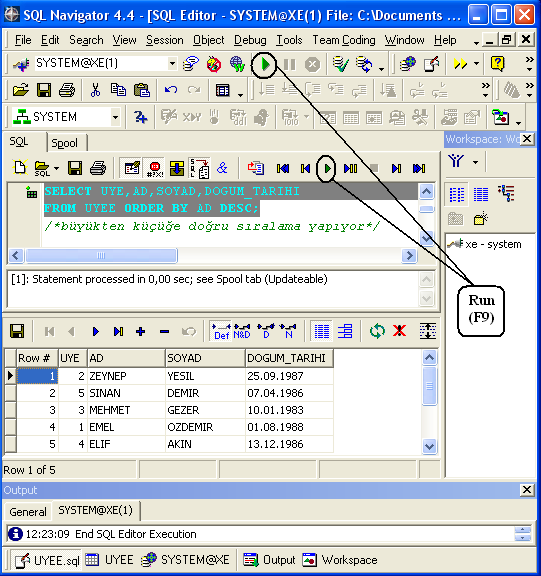 SQL Navigator 4.4 - [SQL Editor - SYSTEM@XE(1) File: C:\Documents ...
File Edit Search View Session Object Debug Tools Team Coding Window Help
SYSTEM@XE(1)
SYSTEM
SQL Spool
Workspace: Wo
SELECT UYE,AD,SOYAD,DOGUM_TARIHI
FROM UYEE ORDER BY AD DESC;
/*büyükten küçüğe doğru sıralama yapıyor*/
xe - system
[1]: Statement processed in 0,00 sec; see Spool tab (Updateable)
Run
(F9)
Def N&D D N
Row # UYE AD SOYAD DOGUM_TARIHI
1 2 ZEYNEP YESIL 25.09.1987
2 5 SINAN DEMIR 07.04.1986
3 3 MEHMET GEZER 10.01.1983
4 1 EMEL OZDEMIR 01.08.1988
5 4 ELIF AKIN 13.12.1986
Row 1 of 5
Output
General SYSTEM@XE(1)
12:23:09 End SQL Editor Execution
UYEE.sql UYEE SYSTEM@XE Output Workspace